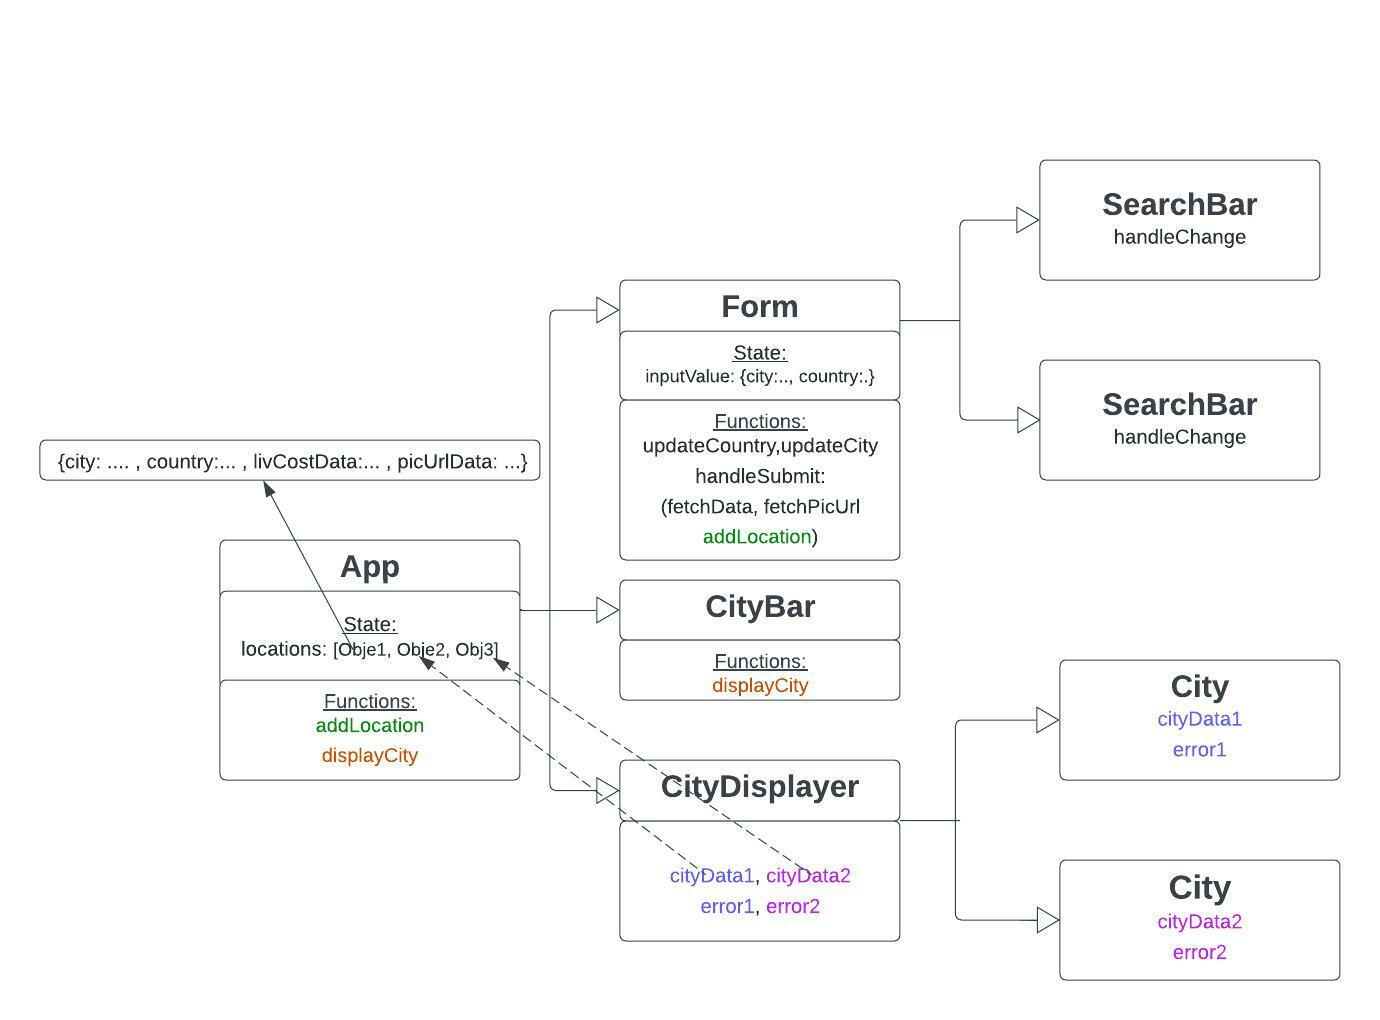 SearchBar
handleChange
Form
State:
inputValue: {city:.., country:.}
Functions:
updateCountry,updateCity
handleSubmit:
(fetchData, fetchPicUrl
addLocation)
SearchBar
handleChange
{city: .... , country:... , livCostData:... , picUrlData: ...}
App
State:
locations: [Obje1, Obje2, Obj3]
Functions:
addLocation
displayCity
CityBar
Functions:
displayCity
CityDisplayer
cityData1, cityData2
error1, error2
City
cityData1
error1
City
cityData2
error2